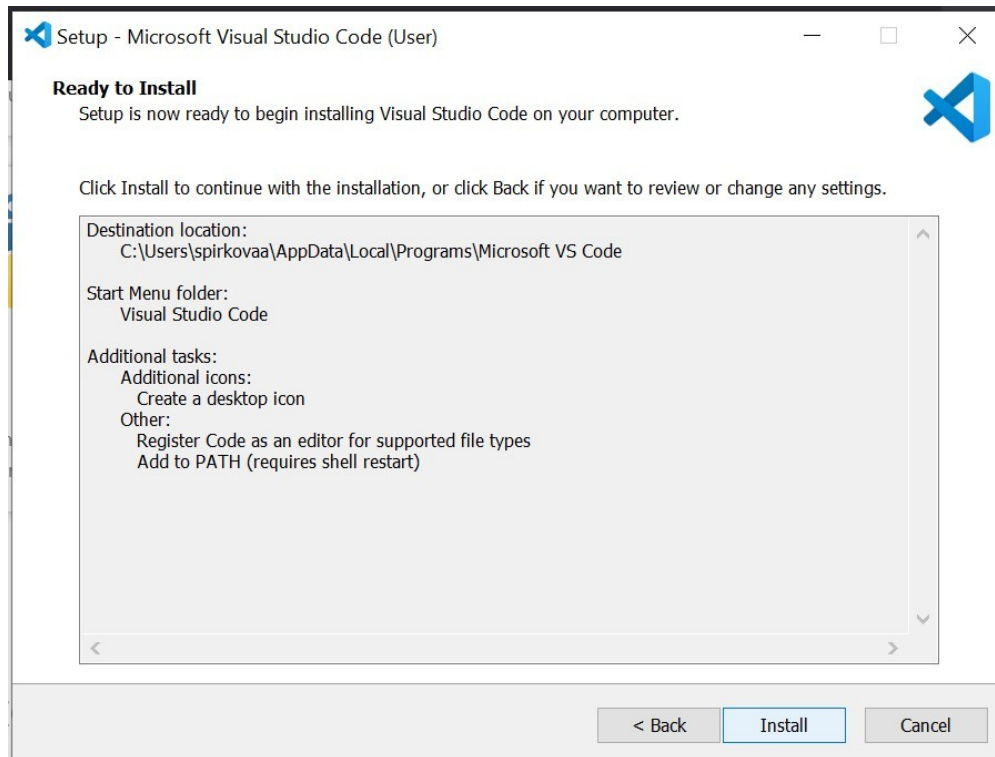 Setup - Microsoft Visual Studio Code (User)
Ready to Install
Setup is now ready to begin installing Visual Studio Code on your computer.
Click Install to continue with the installation, or click Back if you want to review or change any settings.
Destination location:
C:\Users\spirkovaa\AppData\Local\Programs\Microsoft VS Code
Start Menu folder:
Visual Studio Code
Additional tasks:
Additional icons:
Create a desktop icon
Other:
Register Code as an editor for supported file types
Add to PATH (requires shell restart)
< Back
Install
Cancel